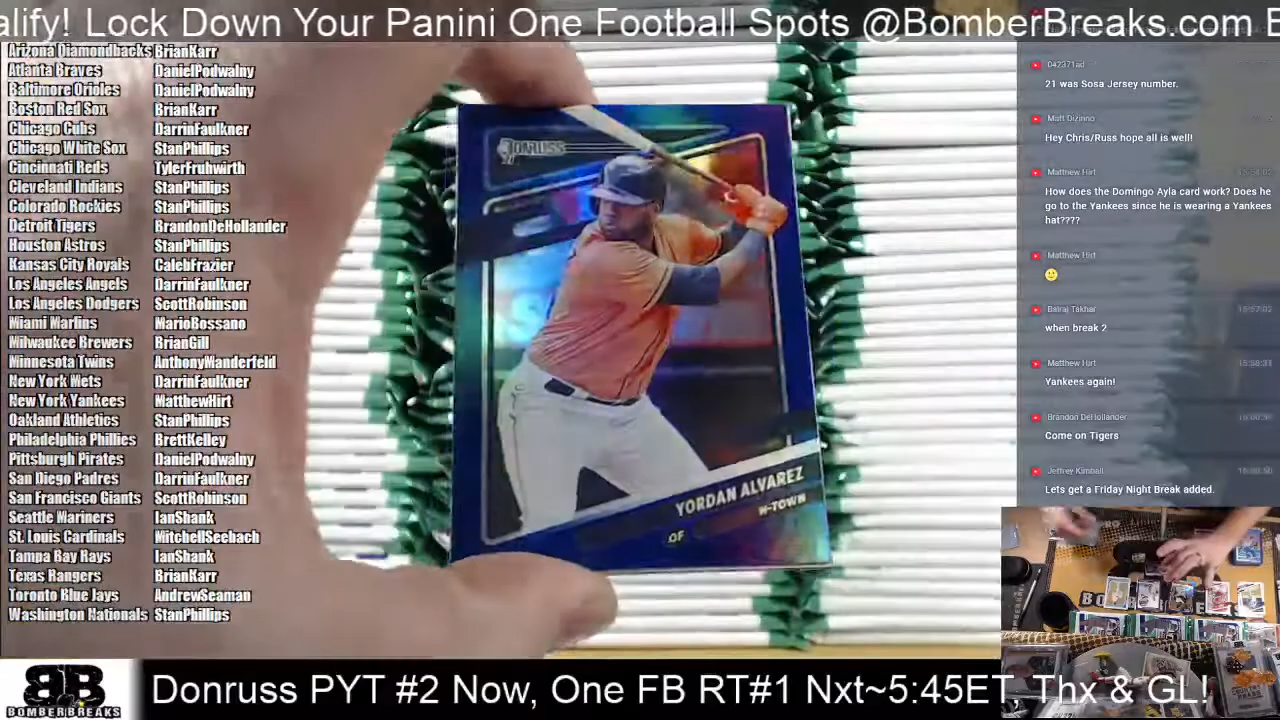 alify! Lock Down Your Panini One Football Spots @BomberBreaks.com E
Arizona Diamondbacks BrianKarr
Atlanta Braves DanielPodwalny
Baltimore Orioles DanielPodwalny
Boston Red Sox BrianKarr
Chicago Cubs DarrinFaulkner
Chicago White Sox StanPhillips
Cincinnati Reds TylerFruhwirth
Cleveland Indians StanPhillips
Colorado Rockies StanPhillips
Detroit Tigers BrandonDeHollander
Houston Astros StanPhillips
Kansas City Royals CalebFrazier
Los Angeles Angels DarrinFaulkner
Los Angeles Dodgers ScottRobinson
Miami Marlins MarioBossano
Milwaukee Brewers BrianGill
Minnesota Twins AnthonyManderfeld
New York Mets DarrinFaulkner
New York Yankees MatthewHirt
Oakland Athletics StanPhillips
Philadelphia Phillies BrettKelley
Pittsburgh Pirates DanielPodwalny
San Diego Padres DarrinFaulkner
San Francisco Giants ScottRobinson
Seattle Mariners IanShank
St. Louis Cardinals MitchellSeebach
Tampa Bay Rays IanShank
Texas Rangers BrianKarr
Toronto Blue Jays AndrewSeaman
Washington Nationals StanPhillips
DONRUSS
YORDAN ALVAREZ
H-TOWN
OF
042371ad
21 was Sosa Jersey number.
Matt Dizinno
Hey Chris/Russ hope all is well!
Matthew Hirt
How does the Domingo Ayla card work? Does he
go to the Yankees since he is wearing a Yankees
hat????
Matthew Hirt
Balraj Takhar
when break 2
Matthew Hirt
Yankees again!
Brandon DeHollander
Come on Tigers
Jeffrey Kimball
Lets get a Friday Night Break added.
BB
BOMBERBREAKS
Donruss PYT #2 Now, One FB RT#1 Nxt~5:45ET. Thx & GL!